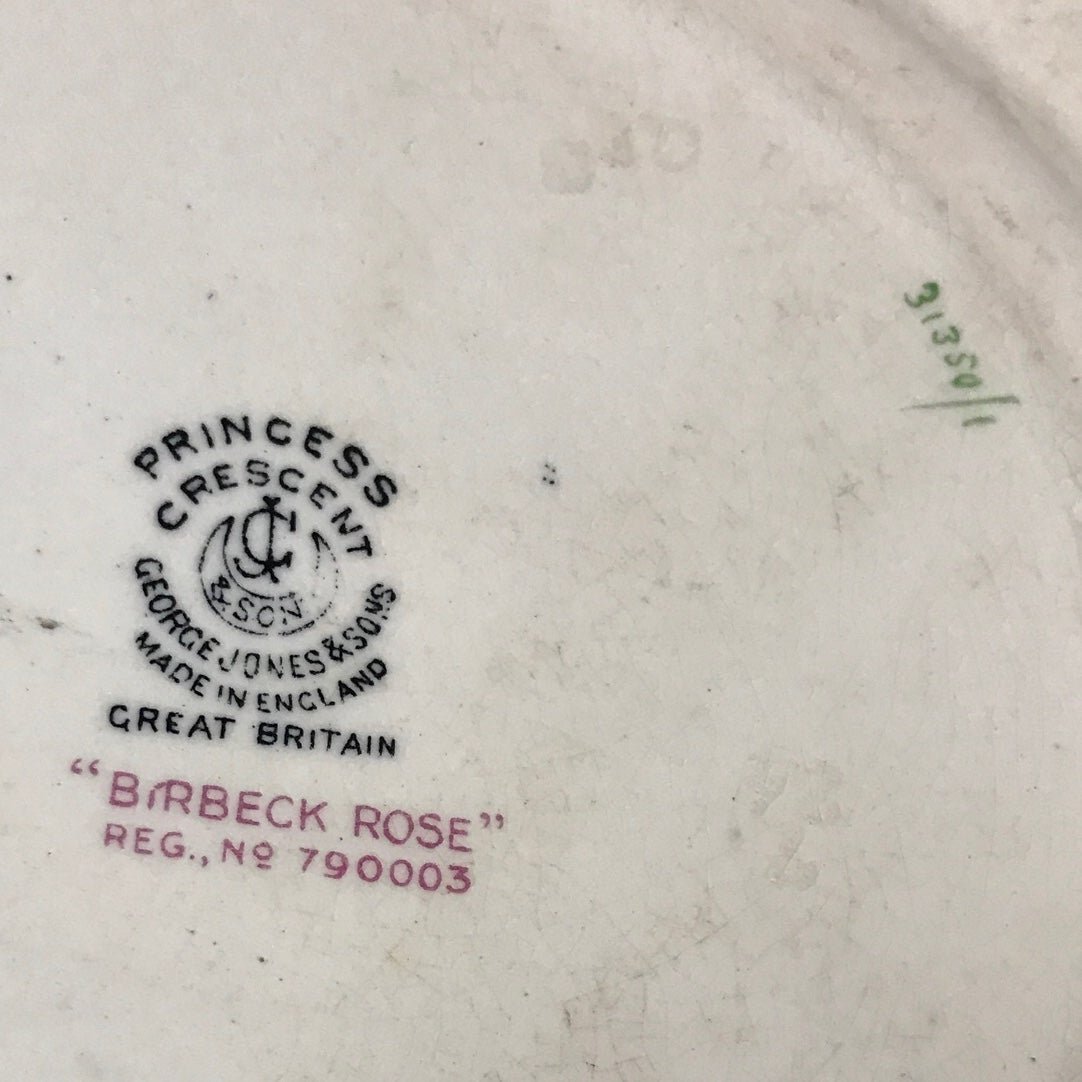 PRINCESS
CRESCENT
& SON
GEORGE JONES & SONS
MADE IN ENGLAND
GREAT BRITAIN
“BIRBECK ROSE”
REG., No 790003
31350/1